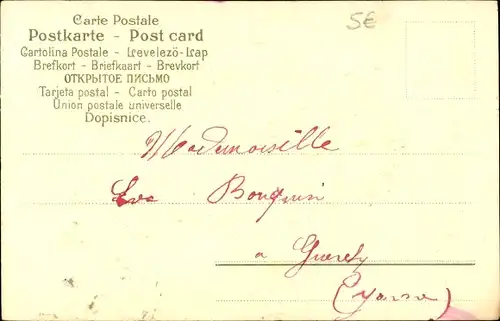 Carte Postale
Postkarte - Post card
Cartolina Postale - Levelező-Lap
Brefkort - Briefkaart - Brevkort
ОТКРЫТОЕ ПИСЬМО
Tarjeta postal - Carto postal
Union postale universelle
Dopisnice.
5€
Mademoiselle
Eva
a